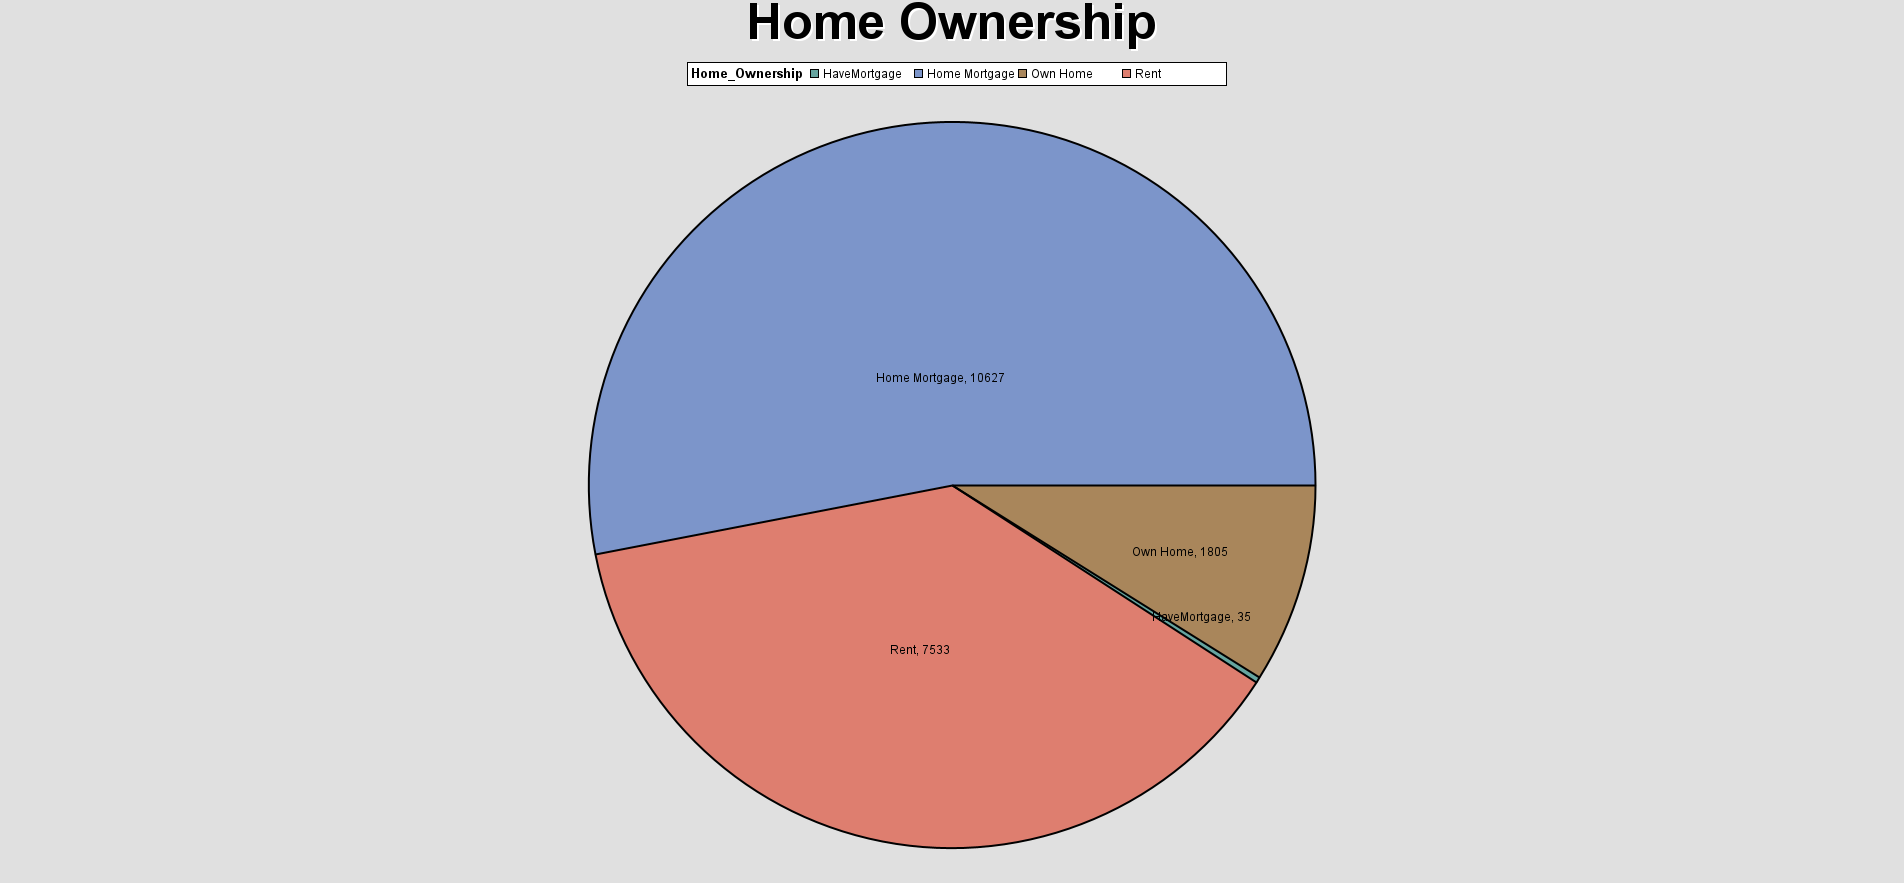 Home Ownership
Home_Ownership HaveMortgage Home Mortgage Own Home Rent
Home Mortgage, 10627
Own Home, 1805
HaveMortgage, 35
Rent, 7533